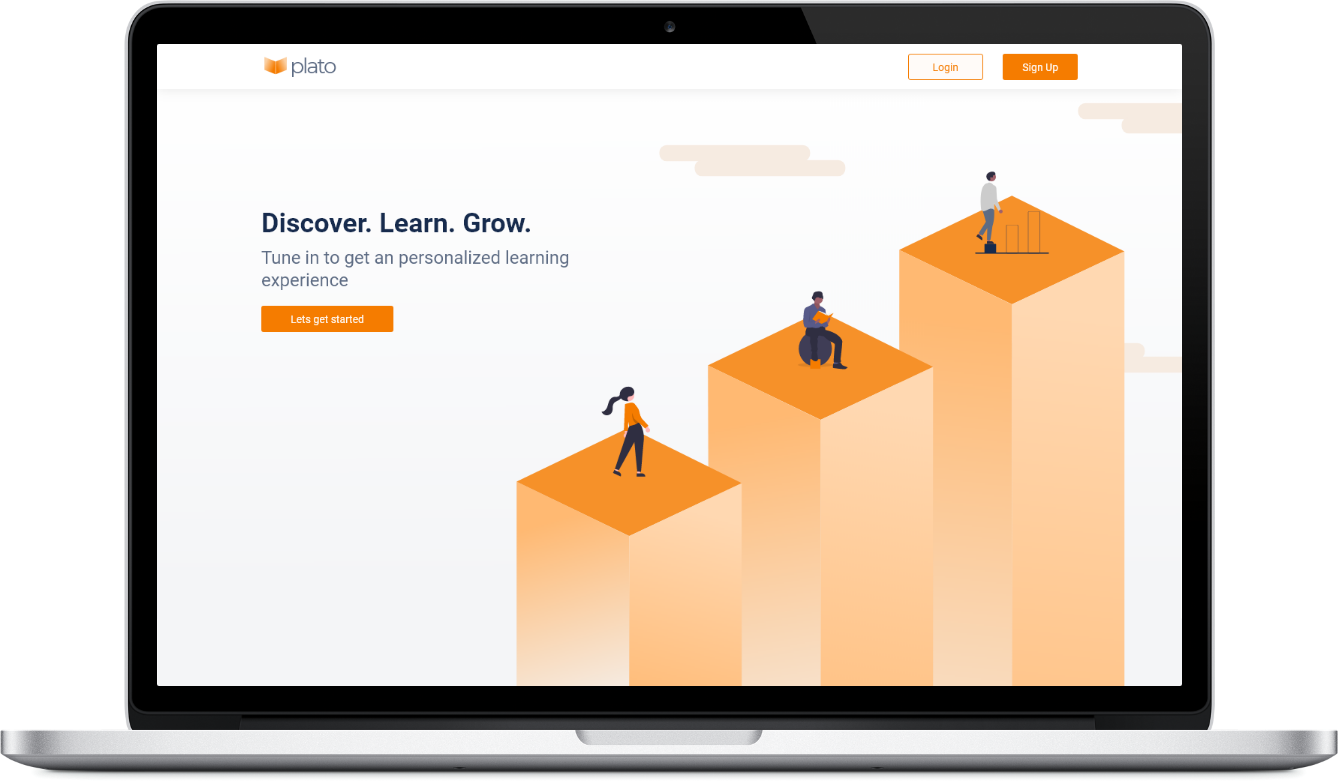 plato
Login
Sign Up
Discover. Learn. Grow.
Tune in to get an personalized learning
experience
Lets get started